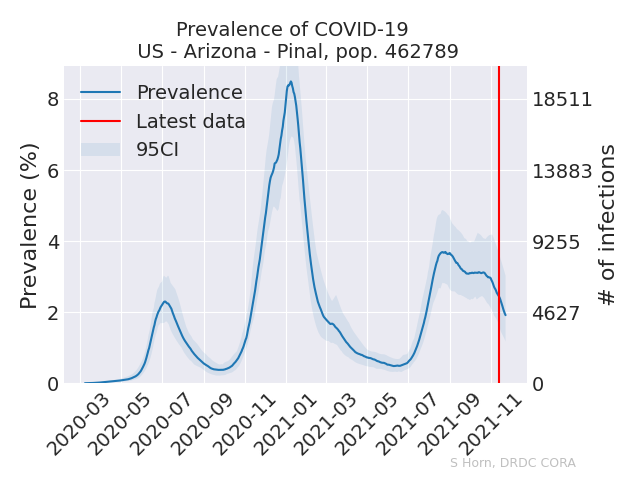 Prevalence of COVID-19
US - Arizona - Pinal, pop. 462789
Prevalence
Latest data
95CI
Prevalence (%)
8
6
4
2
0
18511
13883
9255
4627
0
# of infections
2020-03
2020-05
2020-07
2020-09
2020-11
2021-01
2021-03
2021-05
2021-07
2021-09
2021-11
S Horn, DRDC CORA